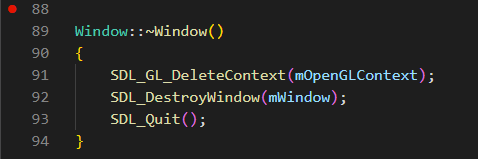 88
89 Window::~Window()
90 {
91     SDL_GL_DeleteContext(mOpenGLContext);
92     SDL_DestroyWindow(mWindow);
93     SDL_Quit();
94 }